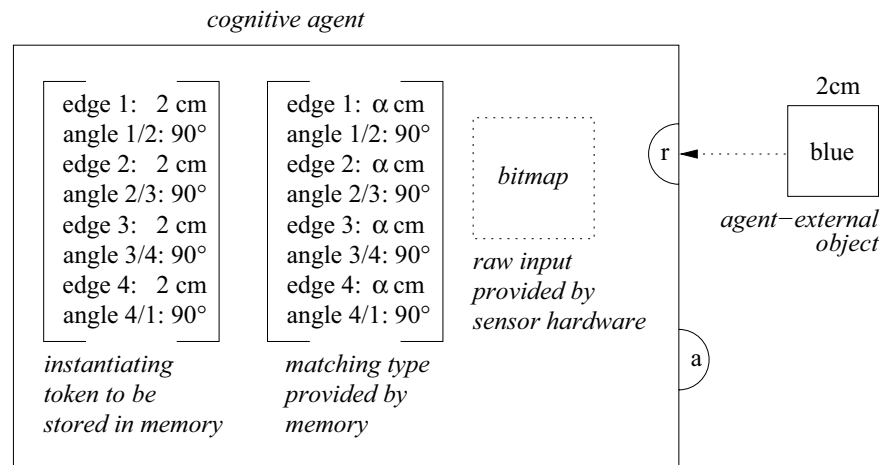 cognitive agent
edge 1: 2 cm
angle 1/2: 90°
edge 2: 2 cm
angle 2/3: 90°
edge 3: 2 cm
angle 3/4: 90°
edge 4: 2 cm
angle 4/1: 90°
instantiating
token to be
stored in memory
edge 1: α cm
angle 1/2: 90°
edge 2: α cm
angle 2/3: 90°
edge 3: α cm
angle 3/4: 90°
edge 4: α cm
angle 4/1: 90°
matching type
provided by
memory
bitmap
raw input
provided by
sensor hardware
r
a
2cm
blue
agent−external
object